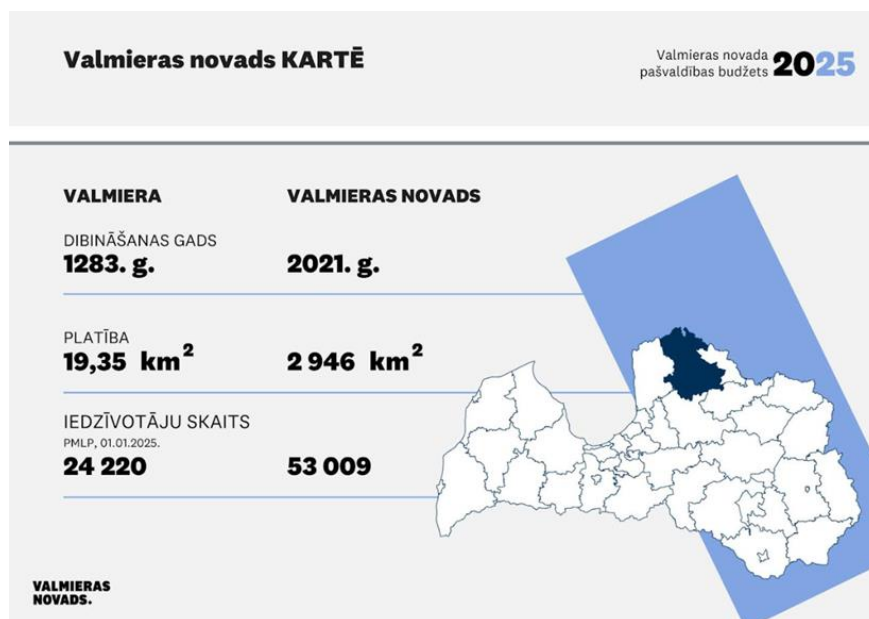 Valmieras novads KARTĒ
Valmieras novada
pašvaldības budžets 2025
VALMIERA VALMIERAS NOVADS
DIBINĀŠANAS GADS
1283. g. 2021. g.
PLATĪBA
19,35 km² 2 946 km²
IEDZĪVOTĀJU SKAITS
PMLP, 01.01.2025.
24 220 53 009
VALMIERAS
NOVADS.